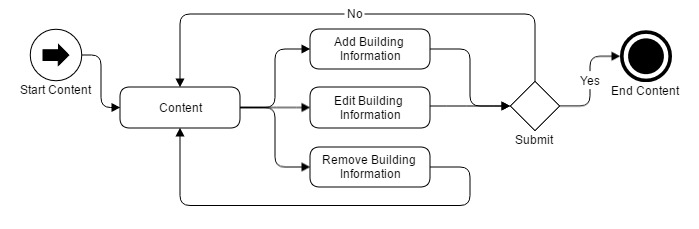 No
Add Building
Information
Start Content
Yes
End Content
Content
Edit Building
Information
Submit
Remove Building
Information